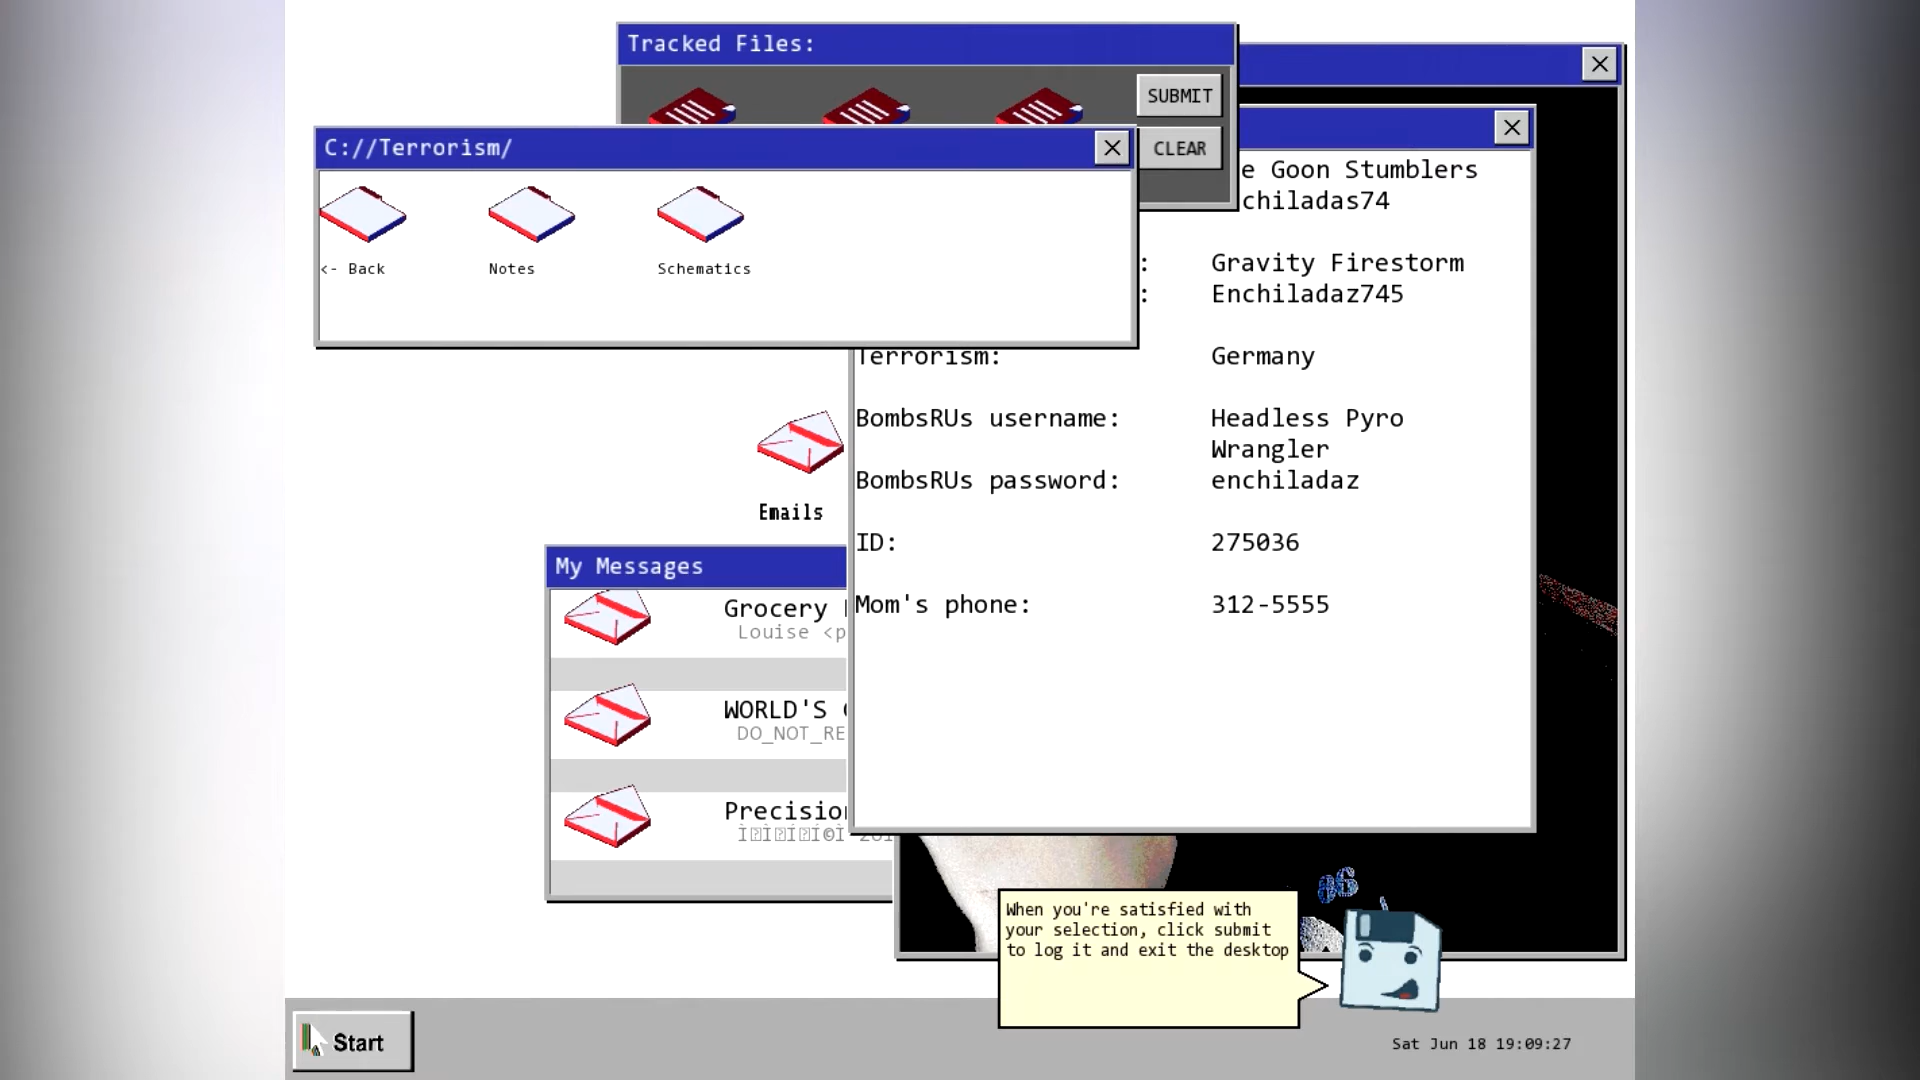 Tracked Files:
SUBMIT
CLEAR
C://Terrorism/
<- Back
Notes
Schematics
Goon Stumblers
: Gravity Firestorm
: Enchiladaz745
Terrorism: Germany
BombsRUs username: Headless Pyro
Wrangler
BombsRUs password: enchiladaz
ID: 275036
Mom's phone: 312-5555
Emails
My Messages
Grocery
Louise <p
WORLD'S
DO_NOT_RE
Precision
When you're satisfied with
your selection, click submit
to log it and exit the desktop
Start
Sat Jun 18 19:09:27